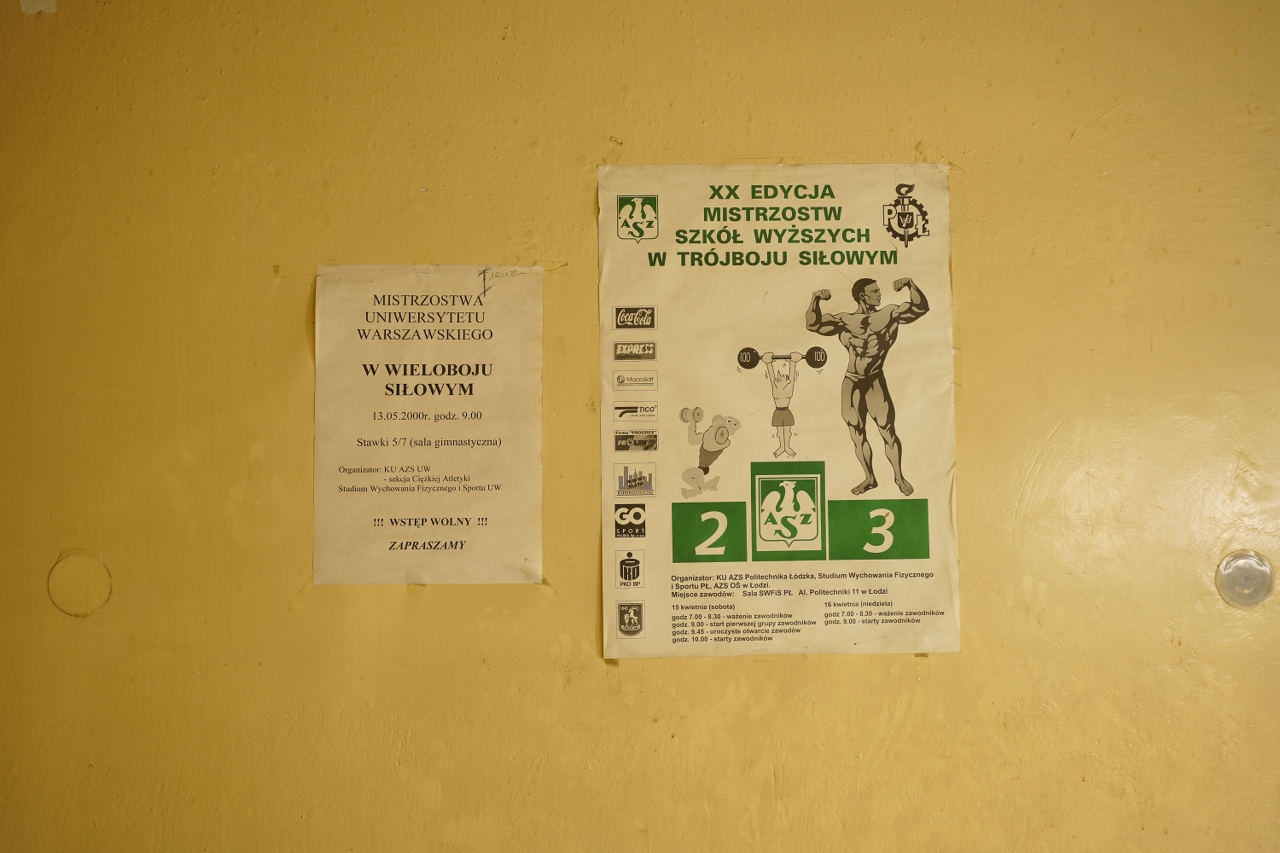 MISTRZOSTWA
UNIWERSYTETU
WARSZAWSKIEGO
W WIELOBOJU
SIŁOWYM
13.05.2000r. godz. 9.00
Stawki 5/7 (sala gimnastyczna)
Organizator: KU AZS UW
- sekcja Ciężkiej Atletyki
Studium Wychowania Fizycznego i Sportu UW
!!! WSTĘP WOLNY !!!
ZAPRASZAMY
XX EDYCJA
MISTRZOSTW
SZKÓŁ WYŻSZYCH
W TRÓJBOJU SIŁOWYM
AZS
P Ł
Coca-Cola
EXPRESS
MacroSoft
TICO
Firma "PROGRES"
GO
SPORT
PKO BP
100 100
2
AZS
3
Organizator: KU AZS Politechnika Łódzka, Studium Wychowania Fizycznego
i Sportu PŁ, AZS OŚ w Łodzi.
Miejsce zawodów: Sala SWFiS PŁ Al. Politechniki 11 w Łodzi
15 kwietnia (sobota)
godz 7.00 - 8.30 - ważenie zawodników
godz. 9.00 - start pierwszej grupy zawodników
godz. 9.45 - uroczyste otwarcie zawodów
godz. 10.00 - starty zawodników
16 kwietnia (niedziela)
godz 7.00 - 8.30 - ważenie zawodników
godz. 9.00 - starty zawodników